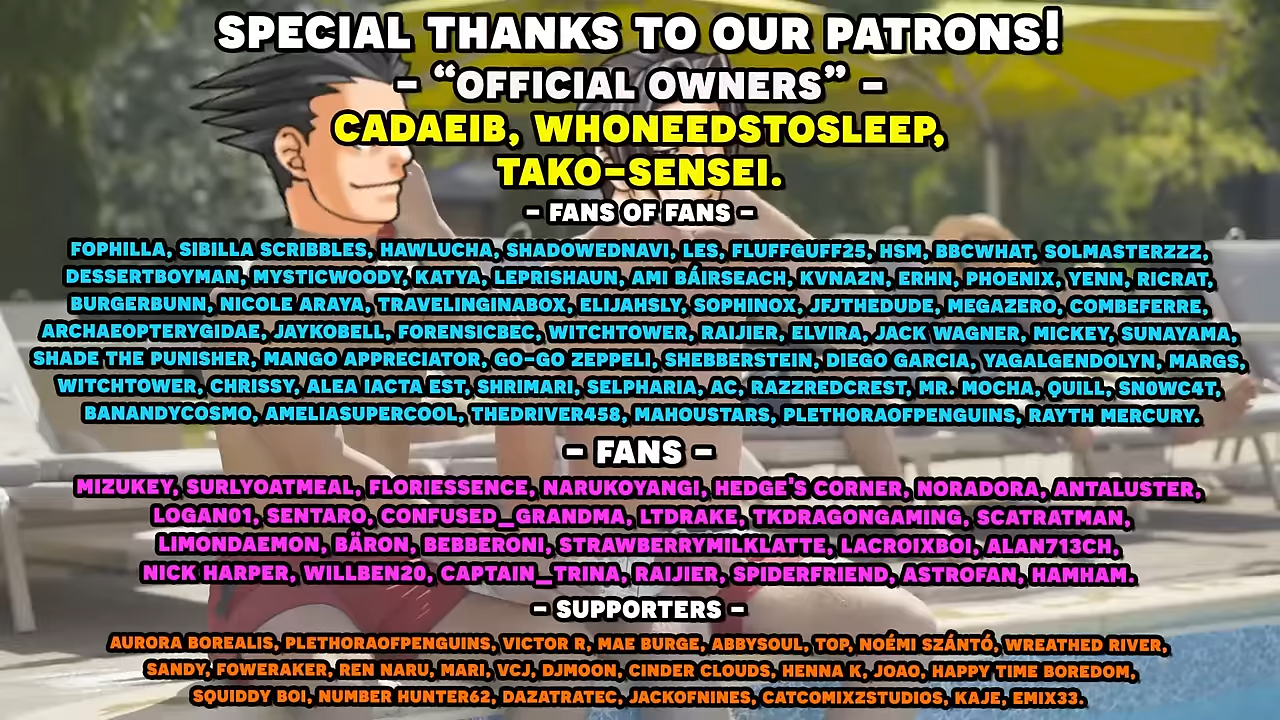 SPECIAL THANKS TO OUR PATRONS!
- “OFFICIAL OWNERS” -
CADAEIB, WHONEEDSTOSLEEP,
TAKO-SENSEI.
- FANS OF FANS -
FOPHILLA, SIBILLA SCRIBBLES, HAWLUCHA, SHADOWEDNAVI, LES, FLUFFGUFF25, HSM, BBCWHAT, SOLMASTERZZZ,
DESSERTBOYMAN, MYSTICWOODY, KATYA, LEPRISHAUN, AMI BÁIRSEACH, KVNAZN, ERHN, PHOENIX, YENN, RICRAT,
BURGERBUNN, NICOLE ARAYA, TRAVELINGINABOX, ELIJAHSLY, SOPHINOX, JFJTHEDUDE, MEGAZERO, COMBEFERRE,
ARCHAEOPTERYGIDAE, JAYKOBELL, FORENSICBEC, WITCHTOWER, RAIJIER, ELVIRA, JACK WAGNER, MICKEY, SUNAYAMA,
SHADE THE PUNISHER, MANGO APPRECIATOR, GO-GO ZEPPELI, SHEBBERSTEIN, DIEGO GARCIA, YAGALGENDOLYN, MARGS,
WITCHTOWER, CHRISSY, ALEA IACTA EST, SHRIMARI, SELPHARIA, AC, RAZZREDCREST, MR. MOCHA, QUILL, SN0WC4T,
BANANDYCOSMO, AMELIASUPERCOOL, THEDRIVER458, MAHOUSTARS, PLETHORAOFPENGUINS, RAYTH MERCURY.
- FANS -
MIZUKEY, SURLYOATMEAL, FLORIESSENCE, NARUKOYANGI, HEDGE'S CORNER, NORADORA, ANTALUSTER,
LOGAN01, SENTARO, CONFUSED_GRANDMA, LTDRAKE, TKDRAGONGAMING, SCATRATMAN,
LIMONDAEMON, BÄRON, BEBBERONI, STRAWBERRYMILKLATTE, LACROIXBOI, ALAN713CH,
NICK HARPER, WILLBEN20, CAPTAIN_TRINA, RAIJIER, SPIDERFRIEND, ASTROFAN, HAMHAM.
- SUPPORTERS -
AURORA BOREALIS, PLETHORAOFPENGUINS, VICTOR R, MAE BURGE, ABBYSOUL, TOP, NOÉMI SZÁNTÓ, WREATHED RIVER,
SANDY, FOWERAKER, REN NARU, MARI, VCJ, DJMOON, CINDER CLOUDS, HENNA K, JOAO, HAPPY TIME BOREDOM,
SQUIDDY BOI, NUMBER HUNTER62, DAZATRATEC, JACKOFNINES, CATCOMIXZSTUDIOS, KAJE, EMIX33.